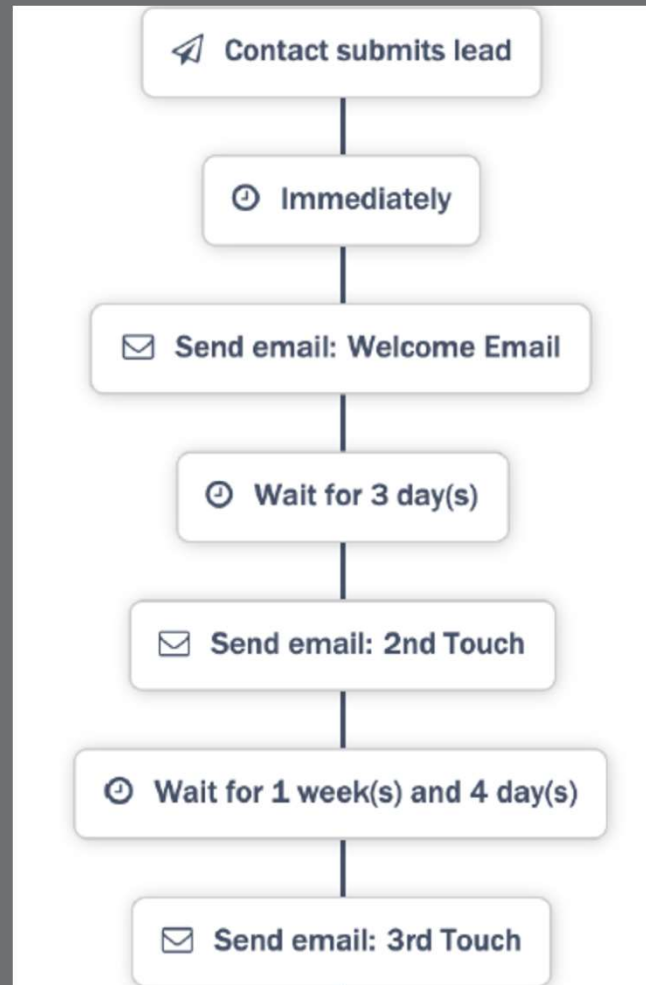 Contact submits lead
Immediately
Send email: Welcome Email
Wait for 3 day(s)
Send email: 2nd Touch
Wait for 1 week(s) and 4 day(s)
Send email: 3rd Touch